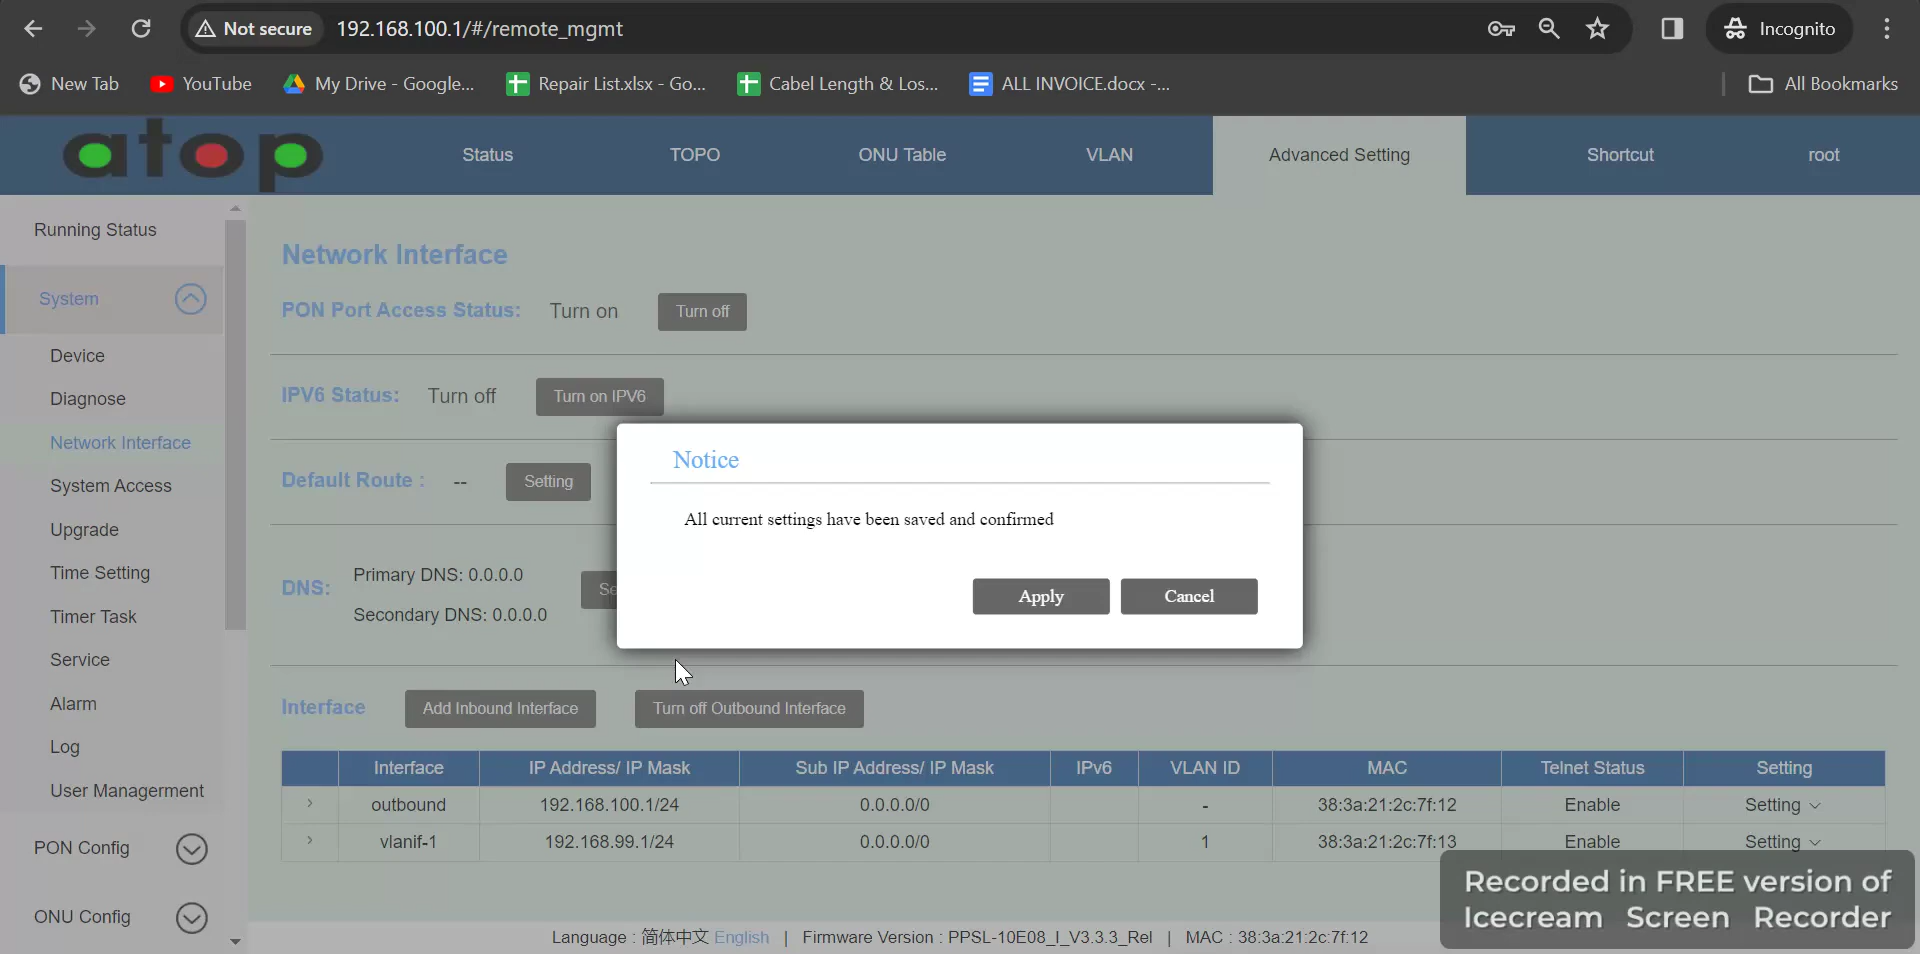 Not secure 192.168.100.1/#/remote_mgmt Incognito
New Tab YouTube My Drive - Google... Repair List.xlsx - Go... Cabel Length & Los... ALL INVOICE.docx -... All Bookmarks
atop Status TOPO ONU Table VLAN Advanced Setting Shortcut root
Running Status
System
Device
Diagnose
Network Interface
System Access
Upgrade
Time Setting
Timer Task
Service
Alarm
Log
User Managerment
PON Config
ONU Config
Network Interface
PON Port Access Status: Turn on Turn off
IPV6 Status: Turn off Turn on IPV6
Default Route : -- Setting
DNS: Primary DNS: 0.0.0.0
Secondary DNS: 0.0.0.0
Notice
All current settings have been saved and confirmed
Apply Cancel
Interface Add Inbound Interface Turn off Outbound Interface
Interface IP Address/ IP Mask Sub IP Address/ IP Mask IPv6 VLAN ID MAC Telnet Status Setting
outbound 192.168.100.1/24 0.0.0.0/0 - 38:3a:21:2c:7f:12 Enable Setting
vlanif-1 192.168.99.1/24 0.0.0.0/0 1 38:3a:21:2c:7f:13 Enable Setting
Language : 简体中文 English | Firmware Version : PPSL-10E08_I_V3.3.3_Rel | MAC : 38:3a:21:2c:7f:12
Recorded in FREE version of
Icecream Screen Recorder